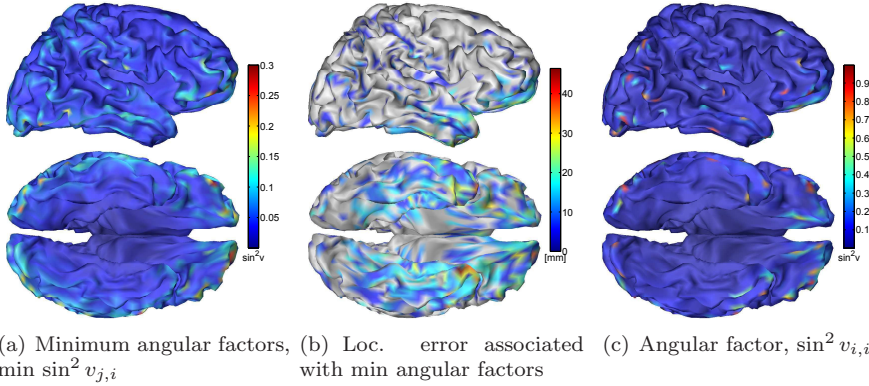 0.3
0.25
0.2
0.15
0.1
0.05
sin²v
40
30
20
10
0
[mm]
0.9
0.8
0.7
0.6
0.5
0.4
0.3
0.2
0.1
sin²v
(a) Minimum angular factors,
min sin² v_{j,i}
(b) Loc. error associated
with min angular factors
(c) Angular factor, sin² v_{i,i}